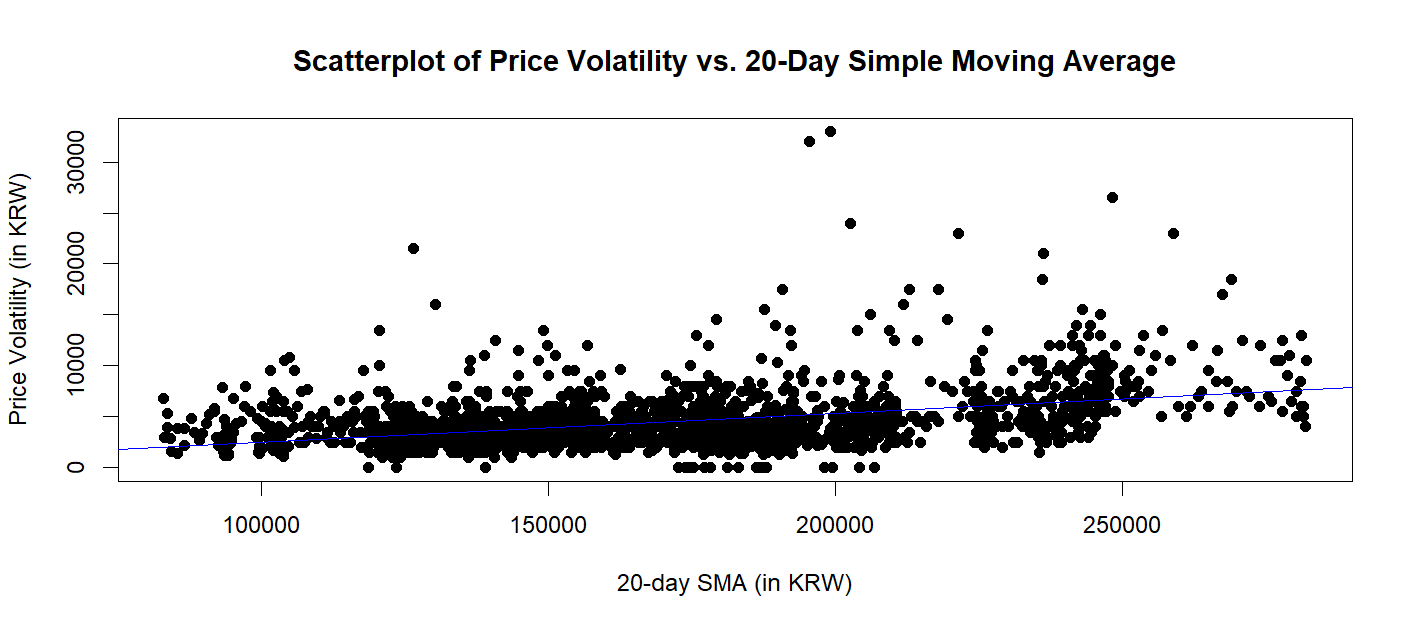 Scatterplot of Price Volatility vs. 20-Day Simple Moving Average
Price Volatility (in KRW)
30000
20000
10000
0
100000 150000 200000 250000
20-day SMA (in KRW)